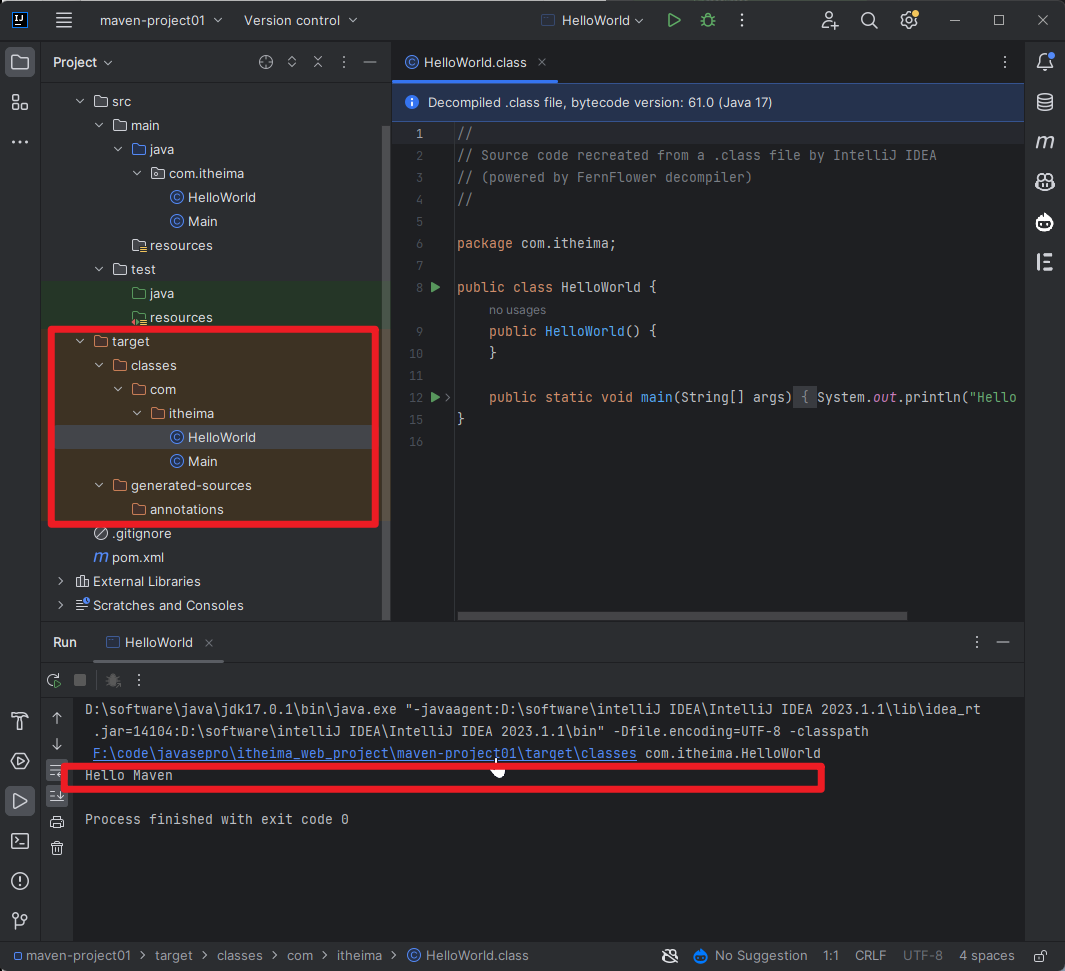 maven-project01
Version control
HelloWorld
Project
HelloWorld.class
src
main
java
com.itheima
HelloWorld
Main
resources
test
java
resources
target
classes
com
itheima
HelloWorld
Main
generated-sources
annotations
.gitignore
m pom.xml
External Libraries
Scratches and Consoles
Decompiled .class file, bytecode version: 61.0 (Java 17)
1 //
2 // Source code recreated from a .class file by IntelliJ IDEA
3 // (powered by FernFlower decompiler)
4 //
5
6 package com.itheima;
7
8 public class HelloWorld {
no usages
9 public HelloWorld() {
10 }
11
12 public static void main(String[] args) { System.out.println("Hello
15 }
16
Run
HelloWorld
D:\software\java\jdk17.0.1\bin\java.exe "-javaagent:D:\software\intelliJ IDEA\IntelliJ IDEA 2023.1.1\lib\idea_rt
.jar=14104:D:\software\intelliJ IDEA\IntelliJ IDEA 2023.1.1\bin" -Dfile.encoding=UTF-8 -classpath
F:\code\javasepro\itheima_web_project\maven-project01\target\classes com.itheima.HelloWorld
Hello Maven
Process finished with exit code 0
maven-project01 > target > classes > com > itheima > HelloWorld.class
No Suggestion
1:1
CRLF
UTF-8
4 spaces